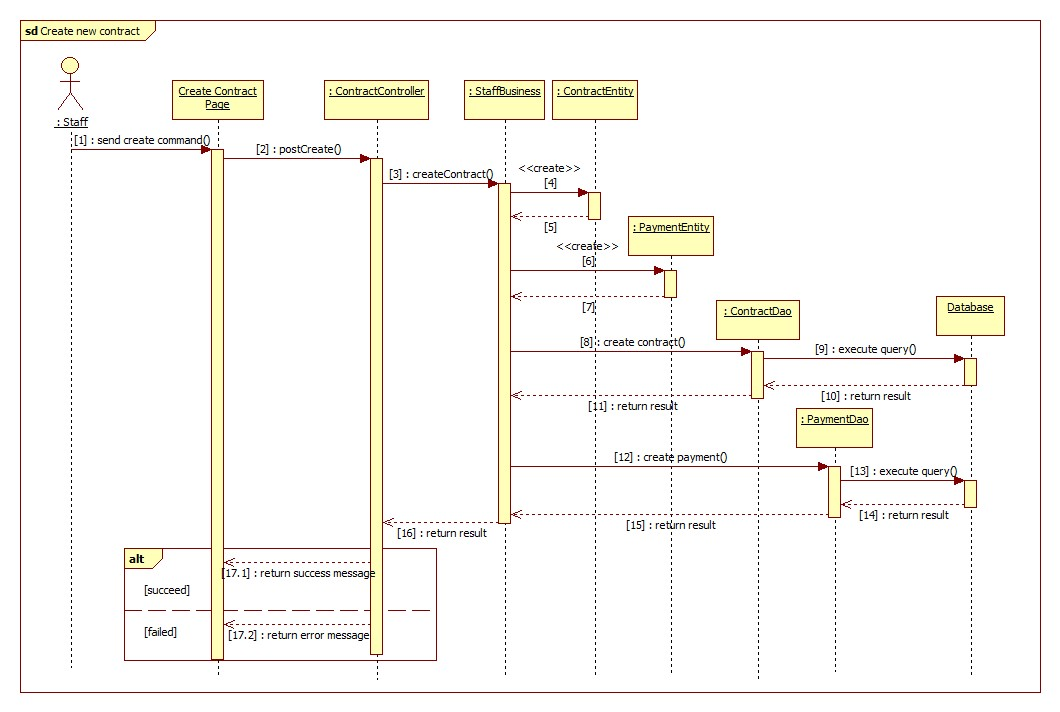 sd Create new contract
: Staff
Create Contract
Page
: ContractController
: StaffBusiness
: ContractEntity
[1] : send create command()
[2] : postCreate()
[3] : createContract()
<<create>>
[4]
[5]
: PaymentEntity
<<create>>
[6]
[7]
: ContractDao
Database
[8] : create contract()
[9] : execute query()
[10] : return result
[11] : return result
: PaymentDao
[12] : create payment()
[13] : execute query()
[14] : return result
[15] : return result
[16] : return result
alt
[17.1] : return success message
[succeed]
[failed]
[17.2] : return error message